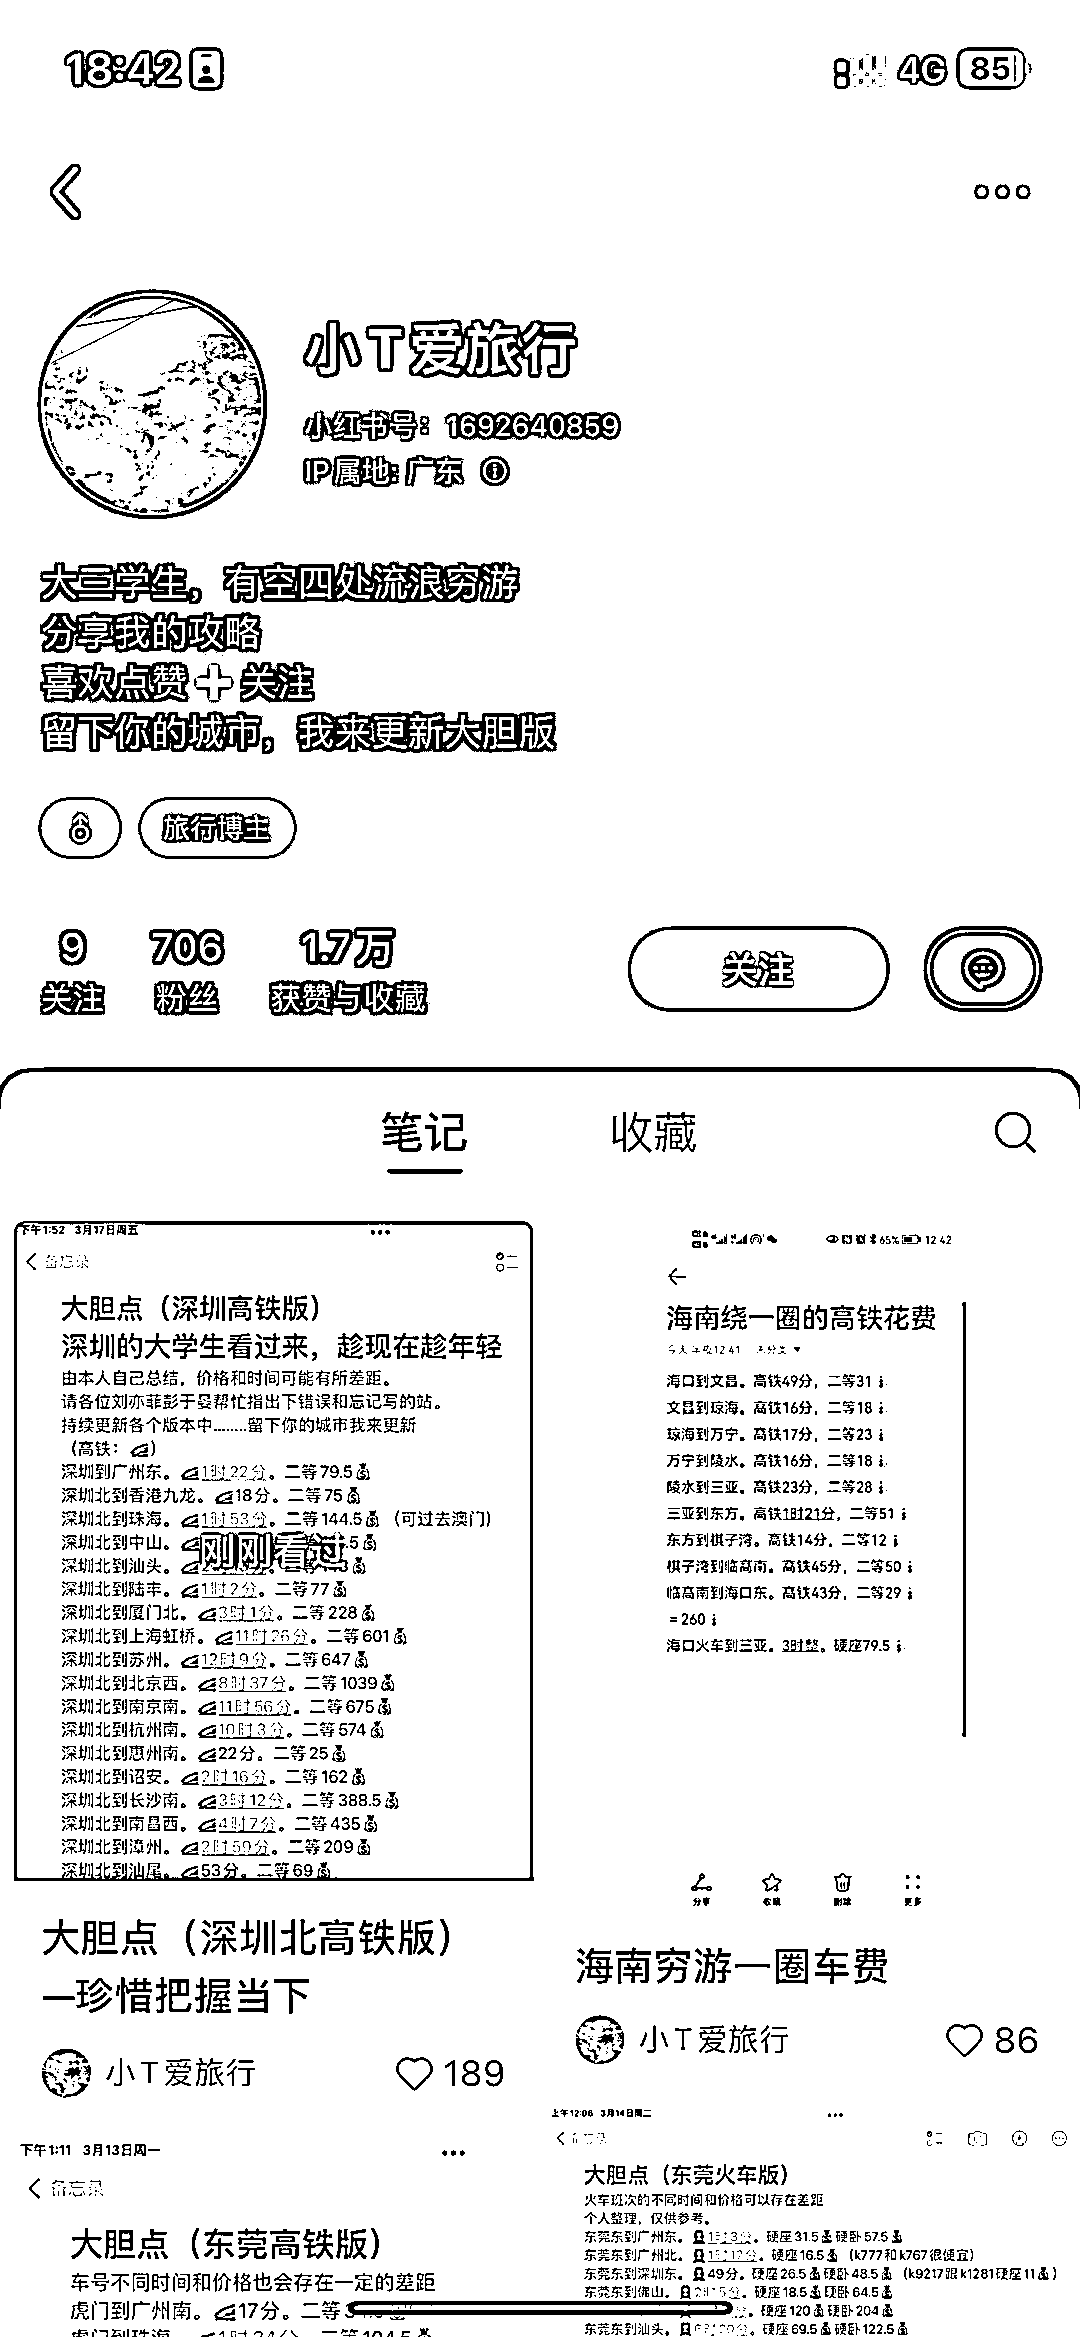 18:42
4G 85
小T爱旅行
小红书号：1692640859
IP属地：广东
大三学生，有空四处流浪穷游
分享我的攻略
喜欢点赞➕关注
留下你的城市，我来更新大胆版
旅行博主
9 706 1.7万
关注 粉丝 获赞与收藏
关注
笔记 收藏
下午1:52 3月17日周五
备忘录
大胆点（深圳高铁版）
深圳的大学生看过来，趁现在趁年轻
由本人自己总结，价格和时间可能有所差距。
请各位刘亦菲彭于晏帮忙指出下错误和忘记写的站。
持续更新各个版本中........留下你的城市我来更新
（高铁：🚄）
深圳到广州东。🚄1时22分。二等79.5💰
深圳北到香港九龙。🚄18分。二等75💰
深圳北到珠海。🚄1时53分。二等144.5💰（可过去澳门）
深圳北到中山。🚄 .5💰
深圳北到汕头。🚄
刚刚看过
深圳北到陆丰。🚄1时2分。二等77💰
深圳北到厦门北。🚄3时1分。二等228💰
深圳北到上海虹桥。🚄11时26分。二等601💰
深圳北到苏州。🚄12时9分。二等647💰
深圳北到北京西。🚄8时37分。二等1039💰
深圳北到南京南。🚄11时56分。二等675💰
深圳北到杭州南。🚄10时3分。二等574💰
深圳北到惠州南。🚄22分。二等25💰
深圳北到诏安。🚄2时16分。二等162💰
深圳北到长沙南。🚄3时12分。二等388.5💰
深圳北到南昌西。🚄4时7分。二等435💰
深圳北到漳州。🚄2时59分。二等209💰
深圳北到汕尾。🚄53分。二等69💰
大胆点（深圳北高铁版）
—珍惜把握当下
小T爱旅行 189
65% 12:42
海南绕一圈的高铁花费
今天 午夜12:41 未分类
海口到文昌。高铁49分，二等31
文昌到琼海。高铁16分，二等18
琼海到万宁。高铁17分，二等23
万宁到陵水。高铁16分，二等18
陵水到三亚。高铁23分，二等28
三亚到东方。高铁1时21分，二等51
东方到棋子湾。高铁14分，二等12
棋子湾到临高南。高铁45分，二等50
临高南到海口东。高铁43分，二等29
=260
海口火车到三亚。3时整。硬座79.5
分享 收藏 删除 更多
海南穷游一圈车费
小T爱旅行 86
下午1:11 3月13日周一
备忘录
大胆点（东莞高铁版）
车号不同时间和价格也会存在一定的差距
虎门到广州南。🚄17分。二等
虎门到珠海。🚄1时24分。二等104.5
上午12:06 3月14日周二
备忘录
大胆点（东莞火车版）
火车班次的不同时间和价格可以存在差距
个人整理，仅供参考。
东莞东到广州东。 1时13分。硬座31.5💰硬卧57.5💰
东莞东到广州北。 1时12分。硬座16.5💰（k777和k767很便宜）
东莞东到深圳东。 49分。硬座26.5💰硬卧48.5💰（k9217跟k1281硬座11💰）
东莞东到佛山。 硬座18.5💰硬卧64.5💰
硬座120💰硬卧204💰
东莞东到汕头。 硬座69.5💰硬卧122.5💰